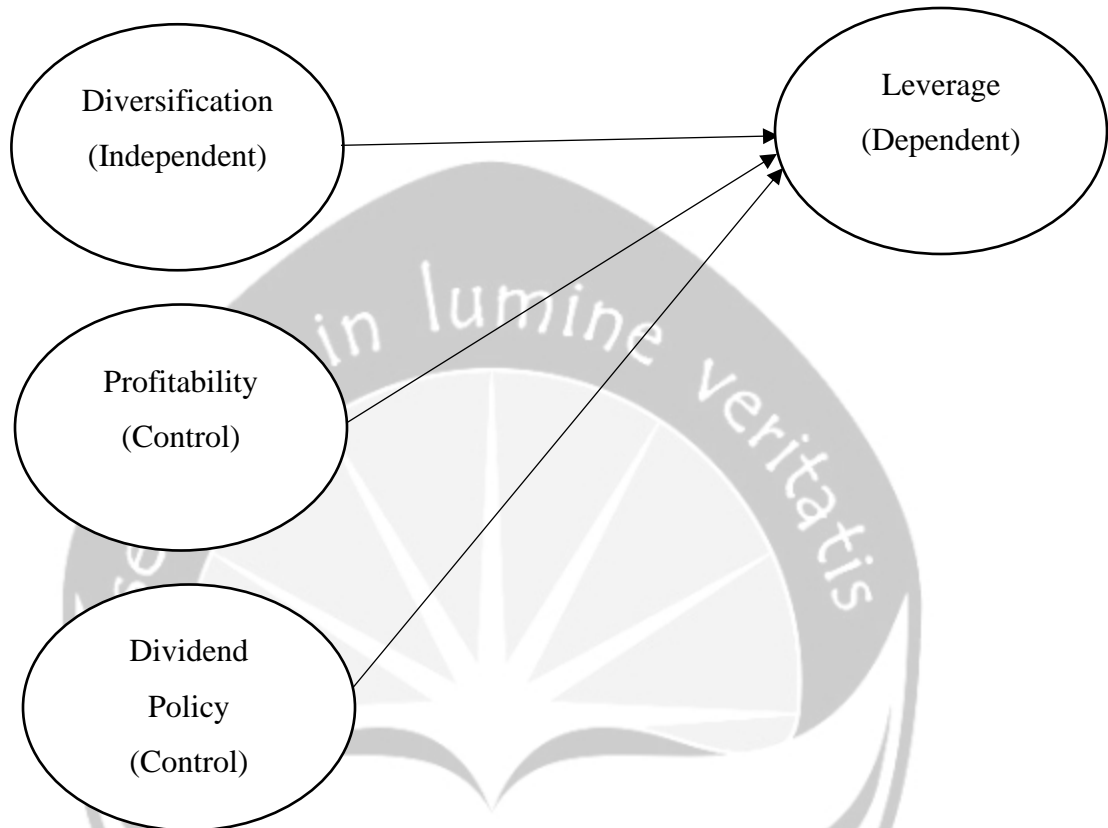 Diversification
(Independent)
Leverage
(Dependent)
Profitability
(Control)
Dividend
Policy
(Control)
in lumine veritatis